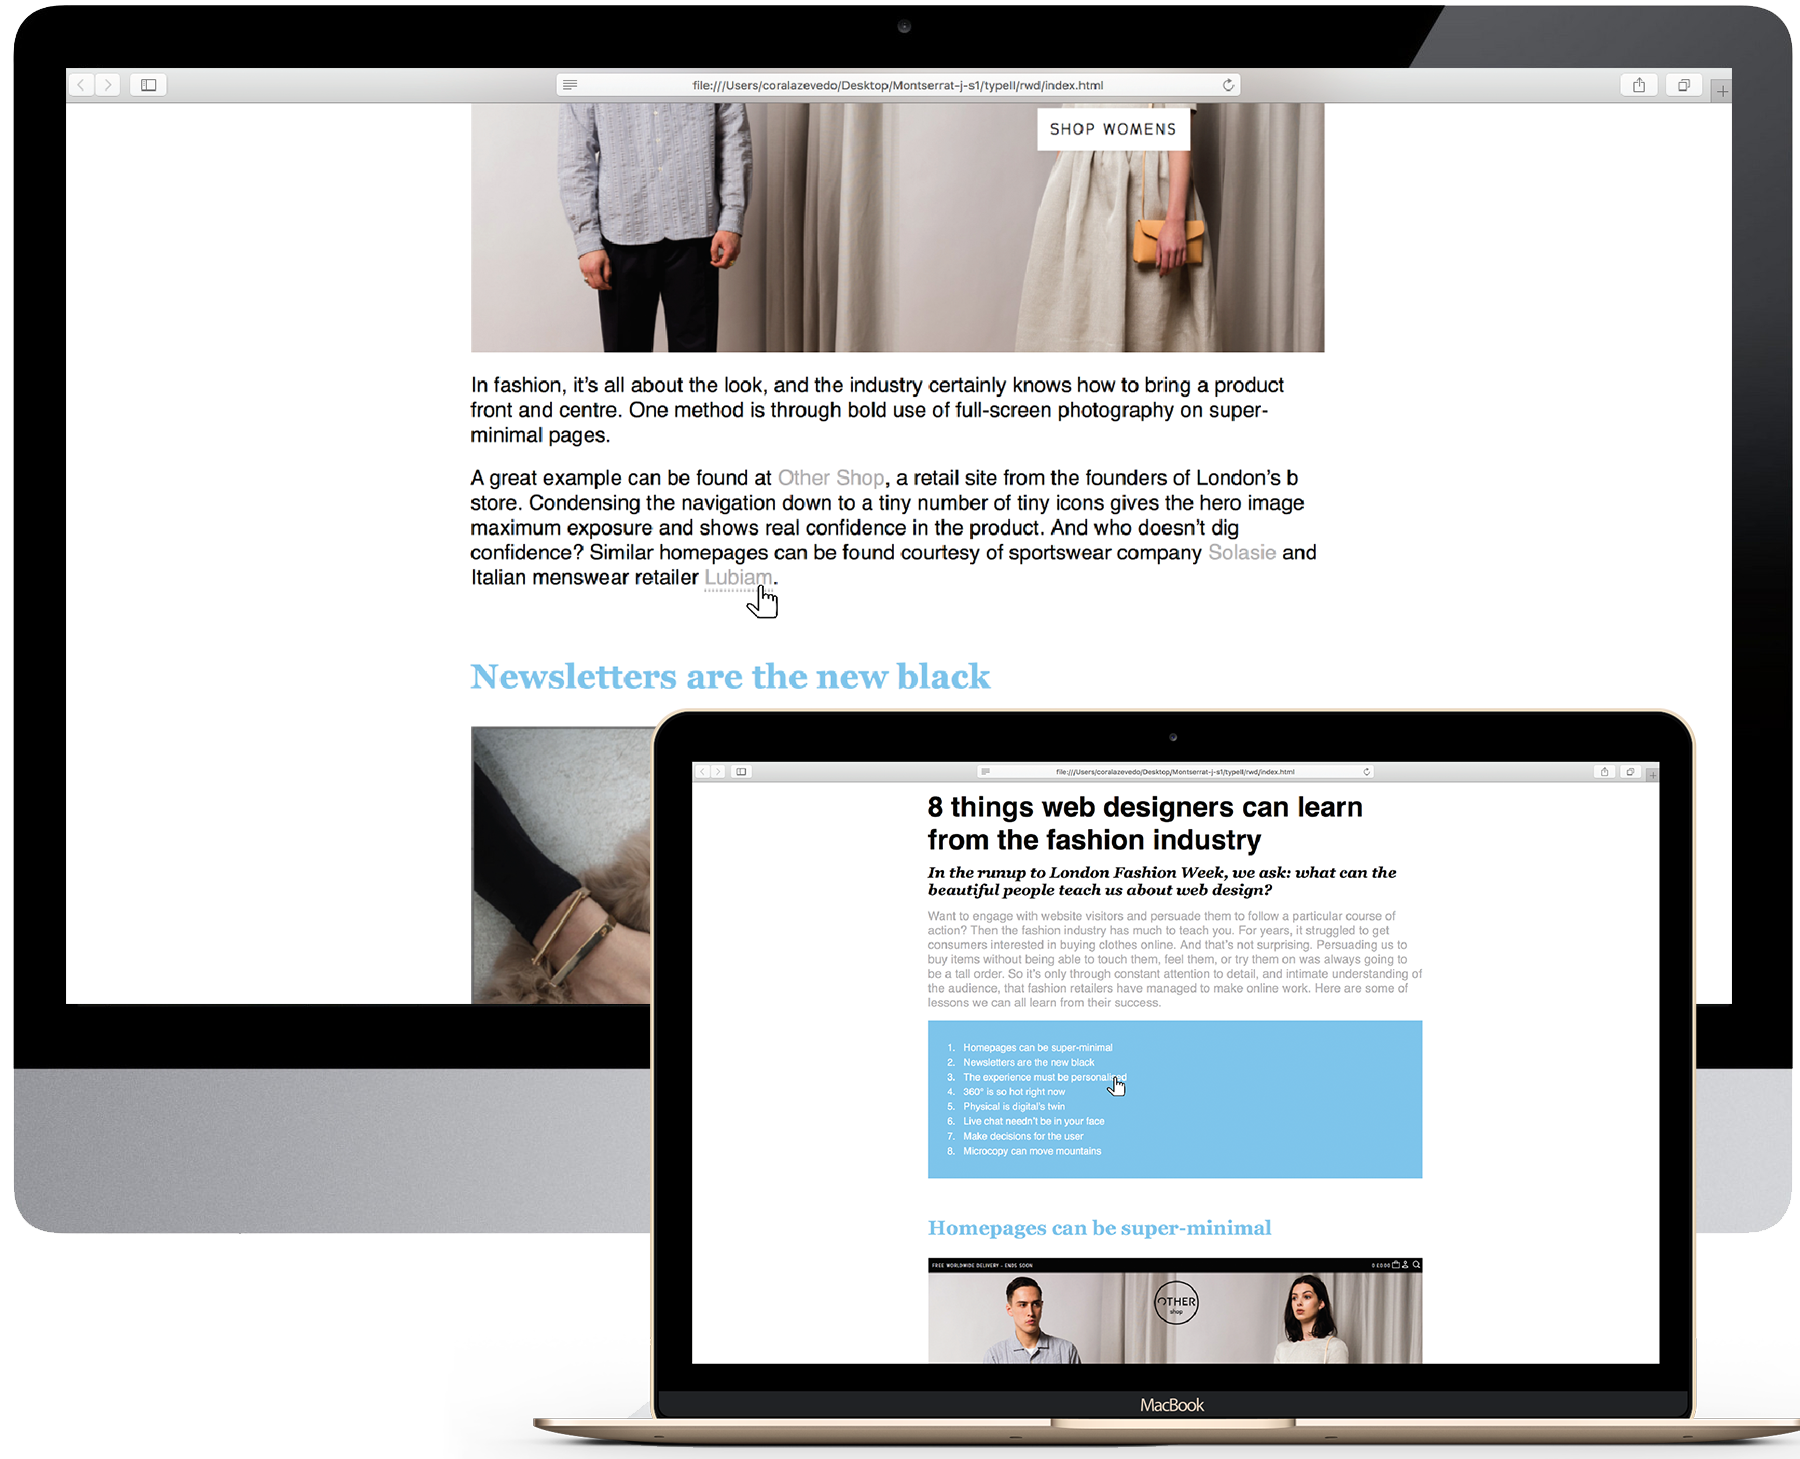 file:///Users/coralazevedo/Desktop/Montserrat-j-s1/typeII/rwd/index.html
SHOP WOMENS
In fashion, it's all about the look, and the industry certainly knows how to bring a product
front and centre. One method is through bold use of full-screen photography on super-
minimal pages.
A great example can be found at Other Shop, a retail site from the founders of London's b
store. Condensing the navigation down to a tiny number of tiny icons gives the hero image
maximum exposure and shows real confidence in the product. And who doesn't dig
confidence? Similar homepages can be found courtesy of sportswear company Solasie and
Italian menswear retailer Lubiam.
Newsletters are the new black
file:///Users/coralazevedo/Desktop/Montserrat-j-s1/typeII/rwd/index.html
8 things web designers can learn
from the fashion industry
In the runup to London Fashion Week, we ask: what can the
beautiful people teach us about web design?
Want to engage with website visitors and persuade them to follow a particular course of
action? Then the fashion industry has much to teach you. For years, it struggled to get
consumers interested in buying clothes online. And that's not surprising. Persuading us to
buy items without being able to touch them, feel them, or try them on was always going to
be a tall order. So it's only through constant attention to detail, and intimate understanding of
the audience, that fashion retailers have managed to make online work. Here are some of
lessons we can all learn from their success.
1. Homepages can be super-minimal
2. Newsletters are the new black
3. The experience must be personalised
4. 360° is so hot right now
5. Physical is digital's twin
6. Live chat needn't be in your face
7. Make decisions for the user
8. Microcopy can move mountains
Homepages can be super-minimal
FREE WORLDWIDE DELIVERY - ENDS SOON
0 £0.00
OTHER
shop
MacBook